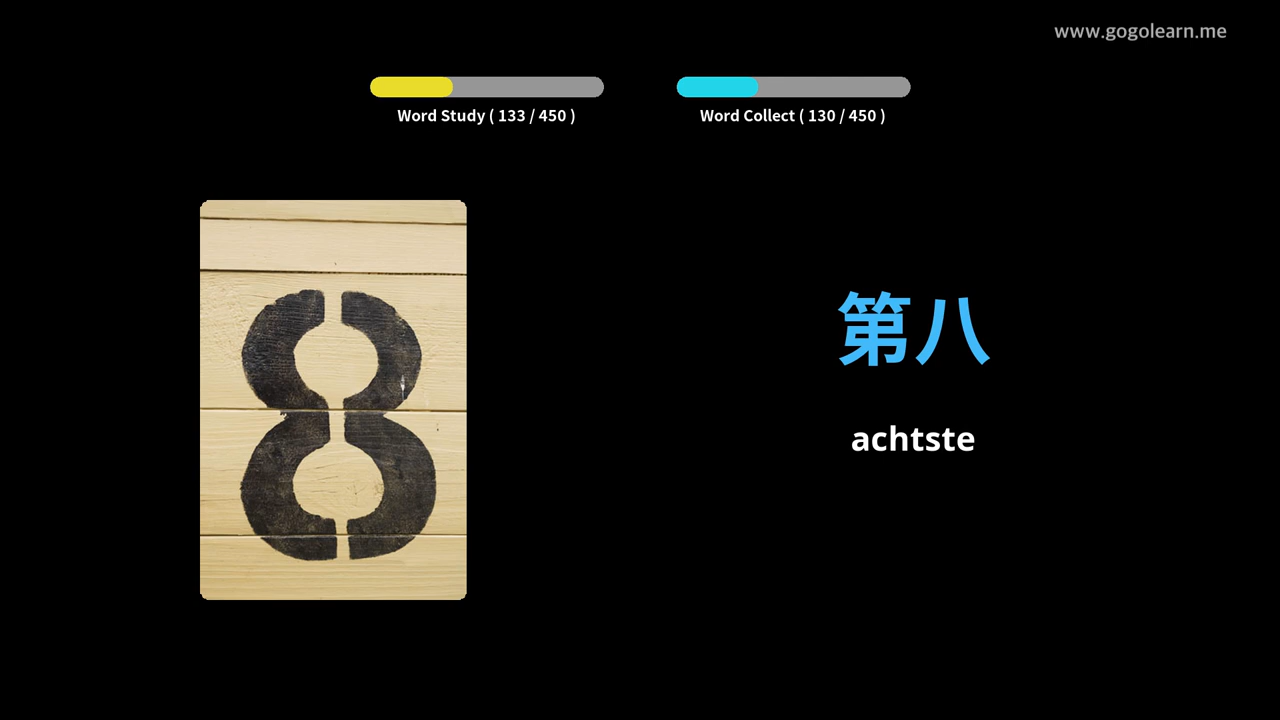 www.gogolearn.me
Word Study ( 133 / 450 )
Word Collect ( 130 / 450 )
8
第八
achtste